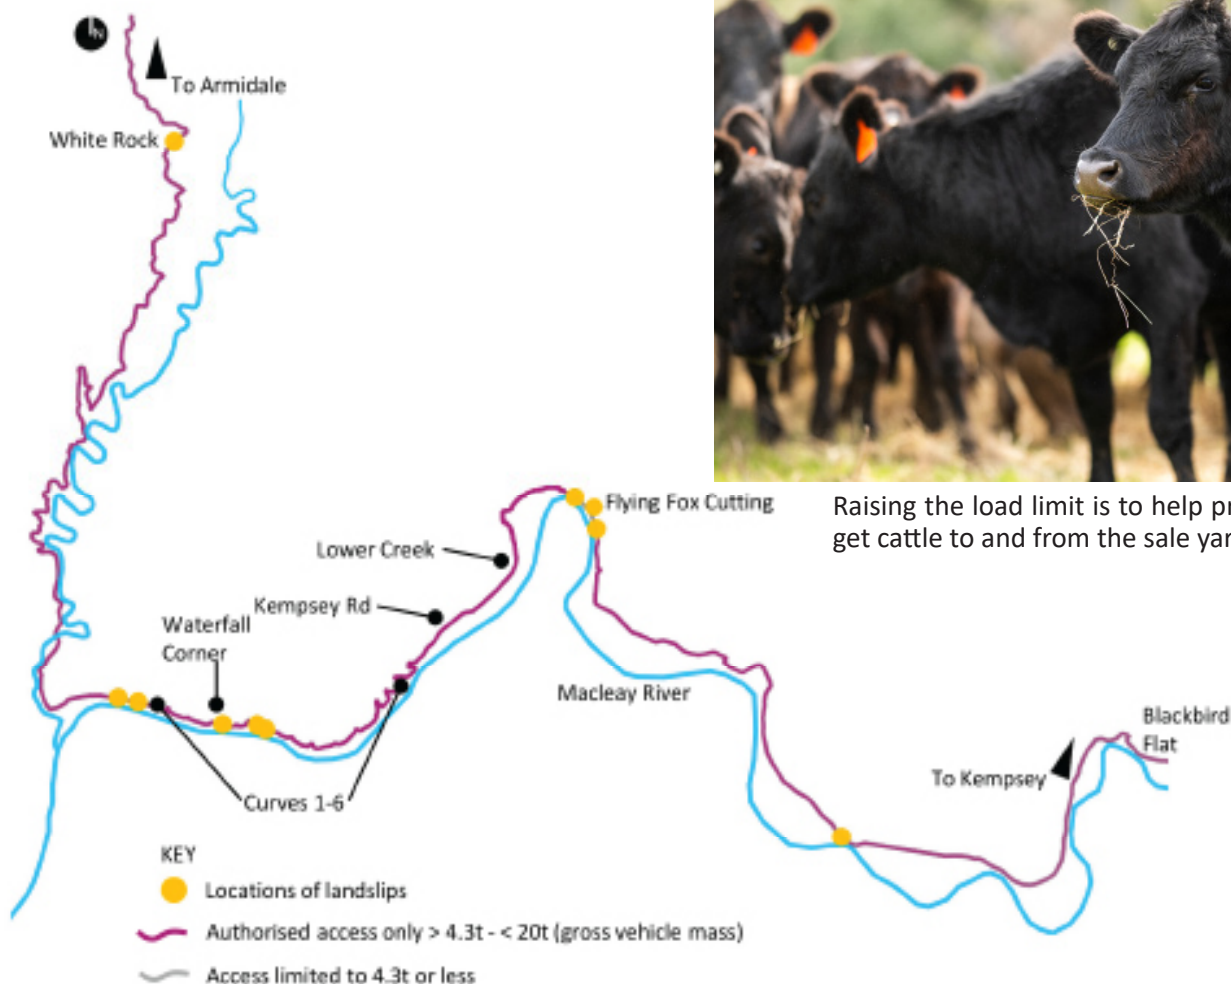 N
To Armidale
White Rock
Flying Fox Cutting
Raising the load limit is to help
get cattle to and from the sale
Lower Creek
Kempsey Rd
Waterfall
Corner
Macleay River
Blackbird
Flat
To Kempsey
Curves 1-6
KEY
Locations of landslips
Authorised access only > 4.3t - < 20t (gross vehicle mass)
Access limited to 4.3t or less